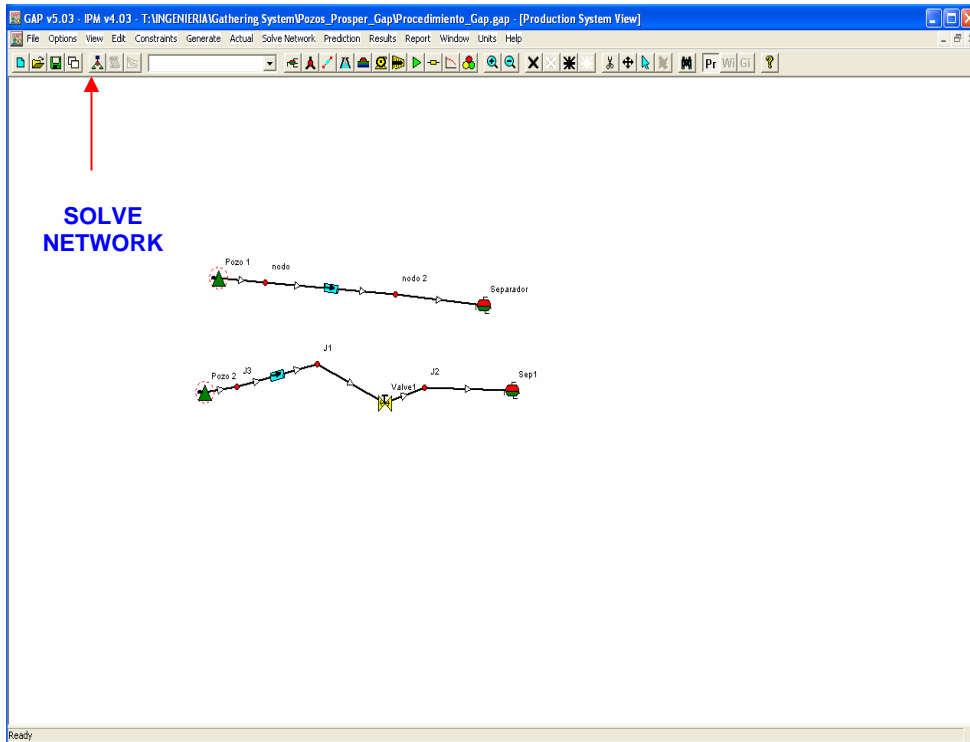 GAP v5.03 - IPM v4.03 - T:\INGENIERIA\Gathering System\Pozos_Prosper_Gap\Procedimiento_Gap.gap - [Production System View]
File Options View Edit Constraints Generate Actual Solve Network Prediction Results Report Window Units Help
Pr Wi Gi
SOLVE
NETWORK
Pozo 1
nodo
nodo 2
Separador
J1
Pozo 2
J3
Valve1
J2
Sep1
Ready